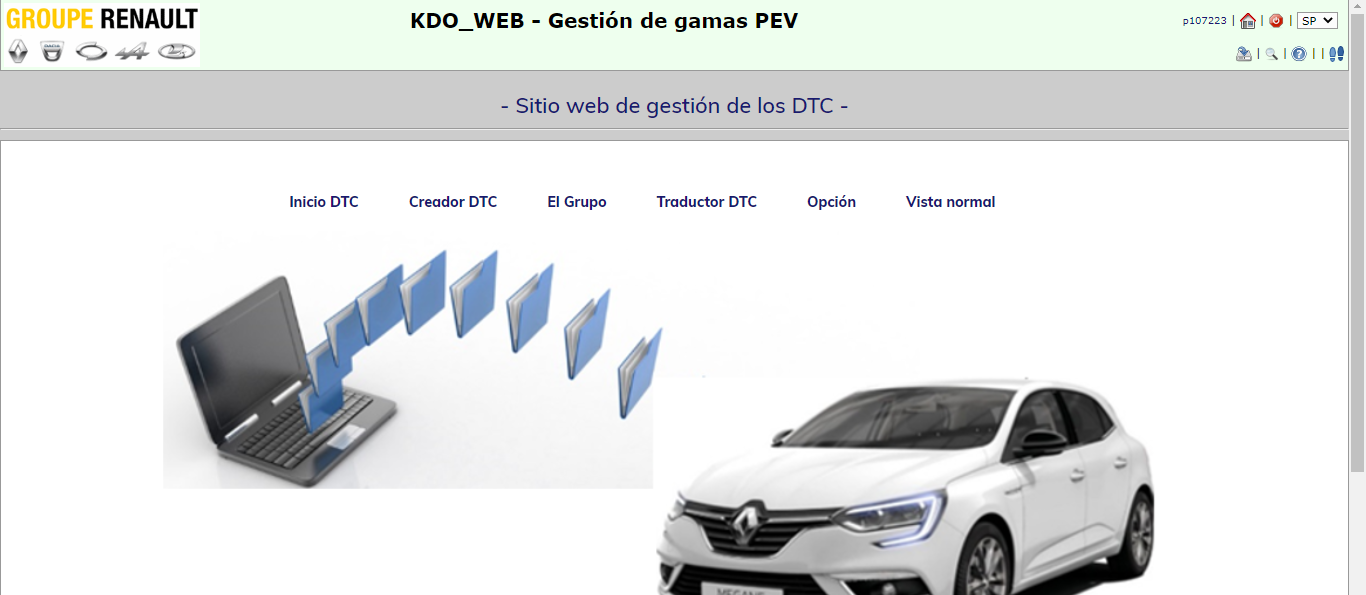 GROUPE RENAULT
KDO_WEB - Gestión de gamas PEV
p107223 | | | SP
| | | |
- Sitio web de gestión de los DTC -
Inicio DTC Creador DTC El Grupo Traductor DTC Opción Vista normal
MEGANE